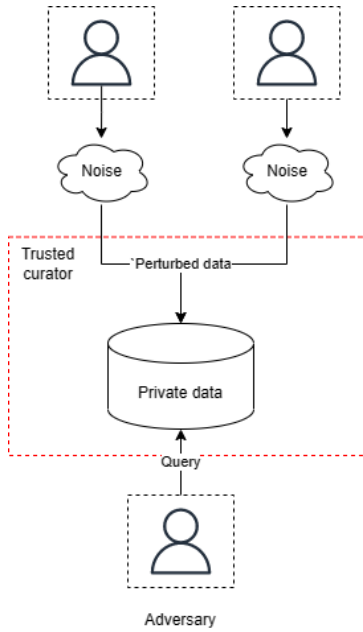 Noise
Noise
Trusted
curator
`Perturbed data
Private data
Query
Adversary